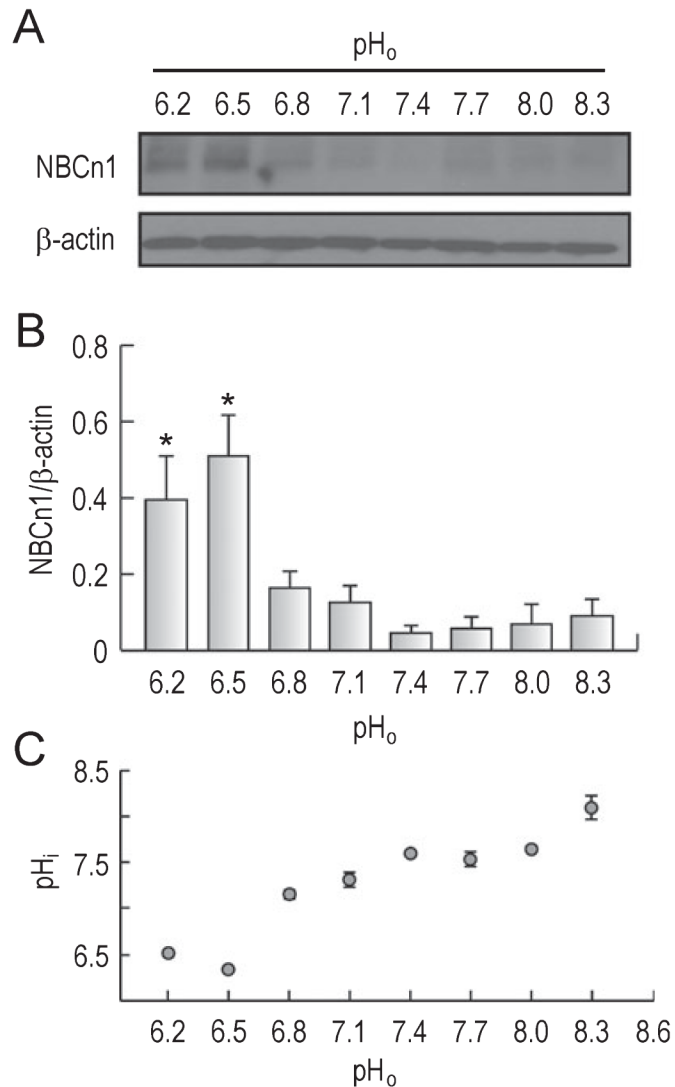 A
pHo
6.2 6.5 6.8 7.1 7.4 7.7 8.0 8.3
NBCn1
β-actin
B
0.8
0.6
0.4
0.2
0
NBCn1/β-actin
*
*
6.2 6.5 6.8 7.1 7.4 7.7 8.0 8.3
pHo
C
8.5
7.5
6.5
pHi
6.2 6.5 6.8 7.1 7.4 7.7 8.0 8.3 8.6
pHo